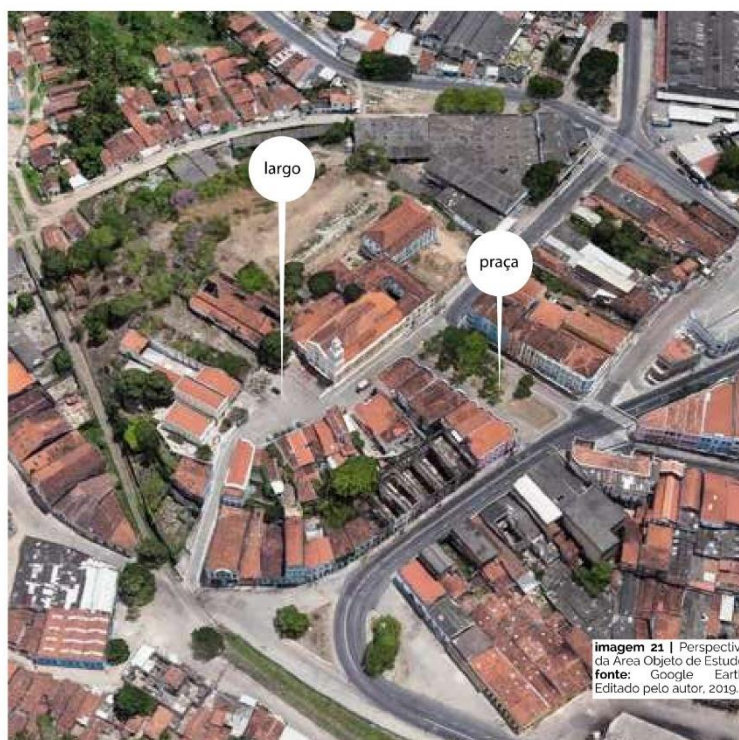 largo
praça
imagem 21 | Perspectiv
da Área Objeto de Estud
fonte: Google Eart
Editado pelo autor, 2019.